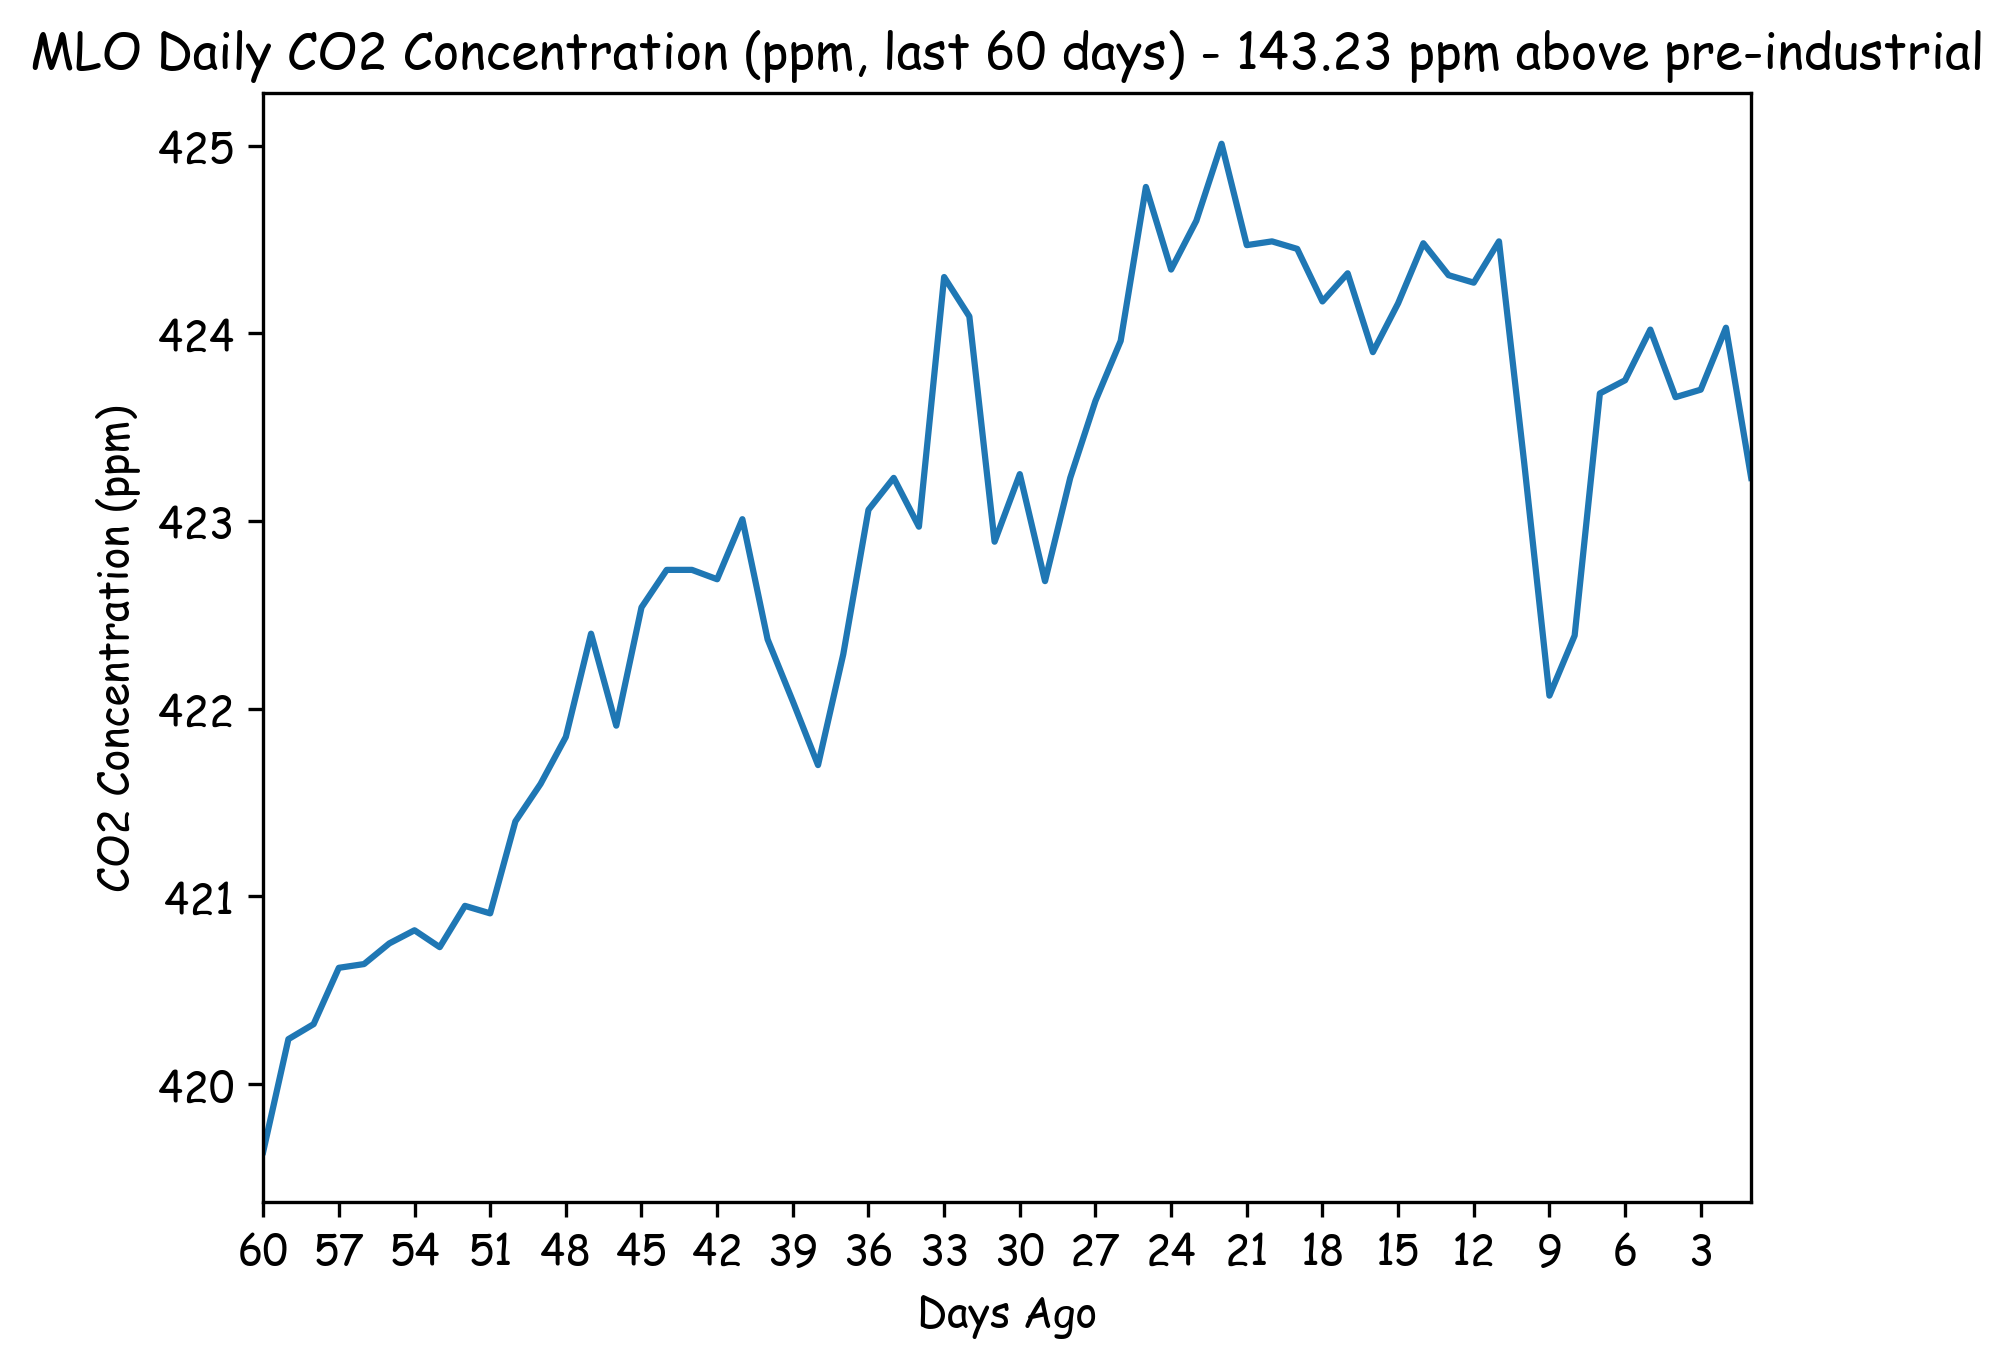 MLO Daily CO2 Concentration (ppm, last 60 days) - 143.23 ppm above pre-industrial
425
424
423
422
421
420
CO2 Concentration (ppm)
60 57 54 51 48 45 42 39 36 33 30 27 24 21 18 15 12 9 6 3
Days Ago